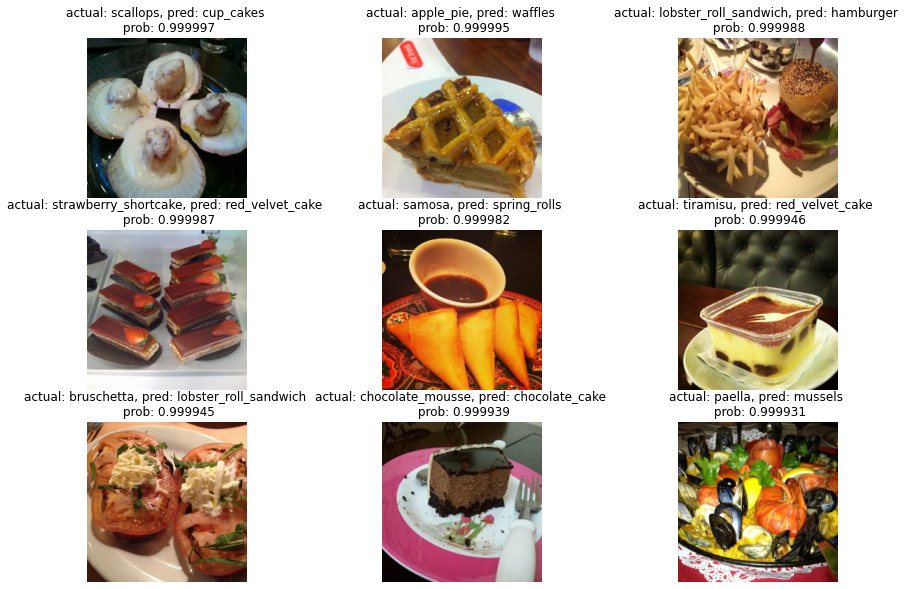 actual: scallops, pred: cup_cakes
prob: 0.999997
actual: apple_pie, pred: waffles
prob: 0.999995
actual: lobster_roll_sandwich, pred: hamburger
prob: 0.999988
actual: strawberry_shortcake, pred: red_velvet_cake
prob: 0.999987
actual: samosa, pred: spring_rolls
prob: 0.999982
actual: tiramisu, pred: red_velvet_cake
prob: 0.999946
actual: bruschetta, pred: lobster_roll_sandwich
prob: 0.999945
actual: chocolate_mousse, pred: chocolate_cake
prob: 0.999939
actual: paella, pred: mussels
prob: 0.999931